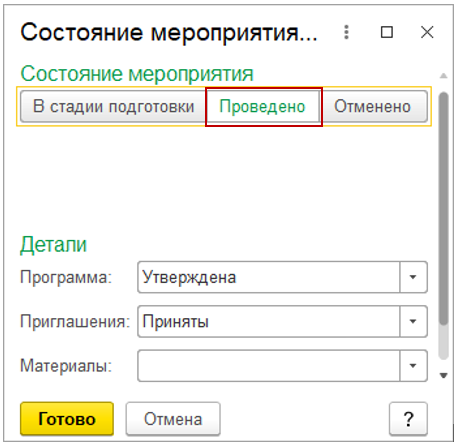 Состояние мероприятия...
Состояние мероприятия
В стадии подготовки Проведено Отменено
Детали
Программа: Утверждена
Приглашения: Приняты
Материалы:
Готово Отмена ?